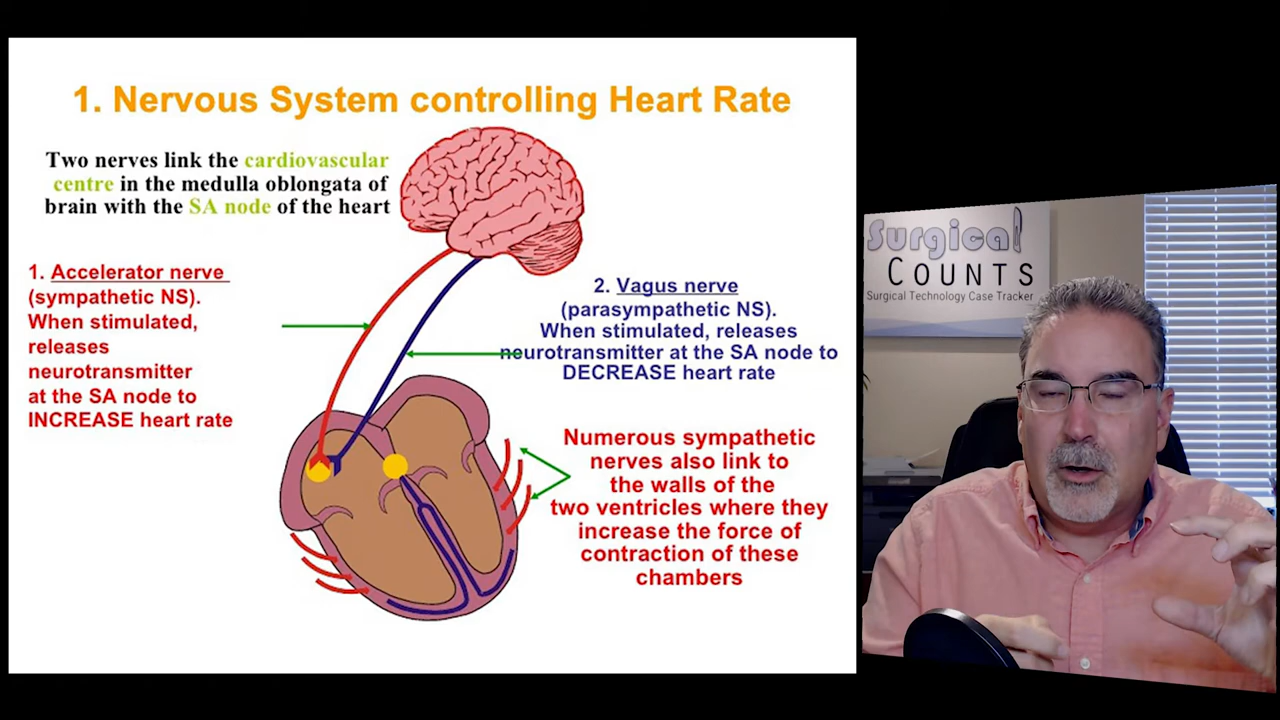 1. Nervous System controlling Heart Rate
Two nerves link the cardiovascular
centre in the medulla oblongata of
brain with the SA node of the heart
1. Accelerator nerve
(sympathetic NS).
When stimulated,
releases
neurotransmitter
at the SA node to
INCREASE heart rate
2. Vagus nerve
(parasympathetic NS).
When stimulated, releases
neurotransmitter at the SA node to
DECREASE heart rate
Numerous sympathetic
nerves also link to
the walls of the
two ventricles where they
increase the force of
contraction of these
chambers
Surgical
COUNTS
Surgical Technology Case Tracker